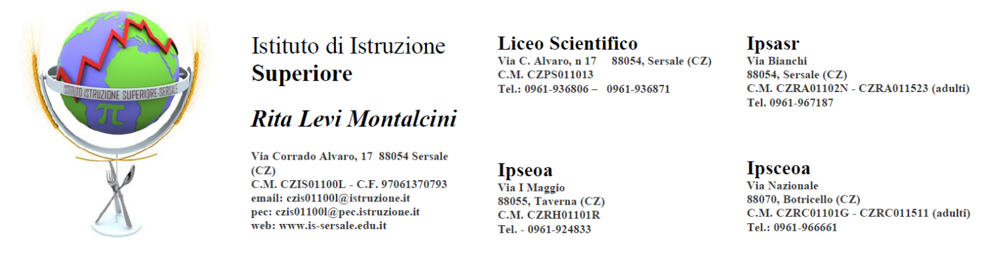 ISTITUTO ISTRUZIONE SUPERIORE-SERSALE
π
Istituto di Istruzione
Superiore
Rita Levi Montalcini
Via Corrado Alvaro, 17 88054 Sersale
(CZ)
C.M. CZIS01100L - C.F. 97061370793
email: czis01100l@istruzione.it
pec: czis01100l@pec.istruzione.it
web: www.is-sersale.edu.it
Liceo Scientifico
Via C. Alvaro, n 17 88054, Sersale (CZ)
C.M. CZPS011013
Tel.: 0961-936806 – 0961-936871
Ipseoa
Via I Maggio
88055, Taverna (CZ)
C.M. CZRH01101R
Tel. - 0961-924833
Ipsasr
Via Bianchi
88054, Sersale (CZ)
C.M. CZRA01102N - CZRA011523 (adulti)
Tel. 0961-967187
Ipsceoa
Via Nazionale
88070, Botricello (CZ)
C.M. CZRC01101G - CZRC011511 (adulti)
Tel.: 0961-966661